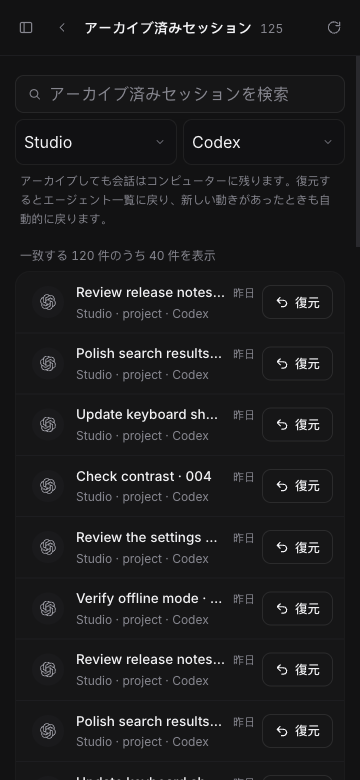 アーカイブ済みセッション 125
アーカイブ済みセッションを検索
Studio
Codex
アーカイブしても会話はコンピューターに残ります。復元す
るとエージェント一覧に戻り、新しい動きがあったときも自
動的に戻ります。
一致する 120 件のうち 40 件を表示
Review release notes... 昨日
Studio · project · Codex
復元
Polish search results... 昨日
Studio · project · Codex
復元
Update keyboard sh... 昨日
Studio · project · Codex
復元
Check contrast · 004 昨日
Studio · project · Codex
復元
Review the settings ... 昨日
Studio · project · Codex
復元
Verify offline mode · ... 昨日
Studio · project · Codex
復元
Review release notes... 昨日
Studio · project · Codex
復元
Polish search results... 昨日
Studio · project · Codex
復元